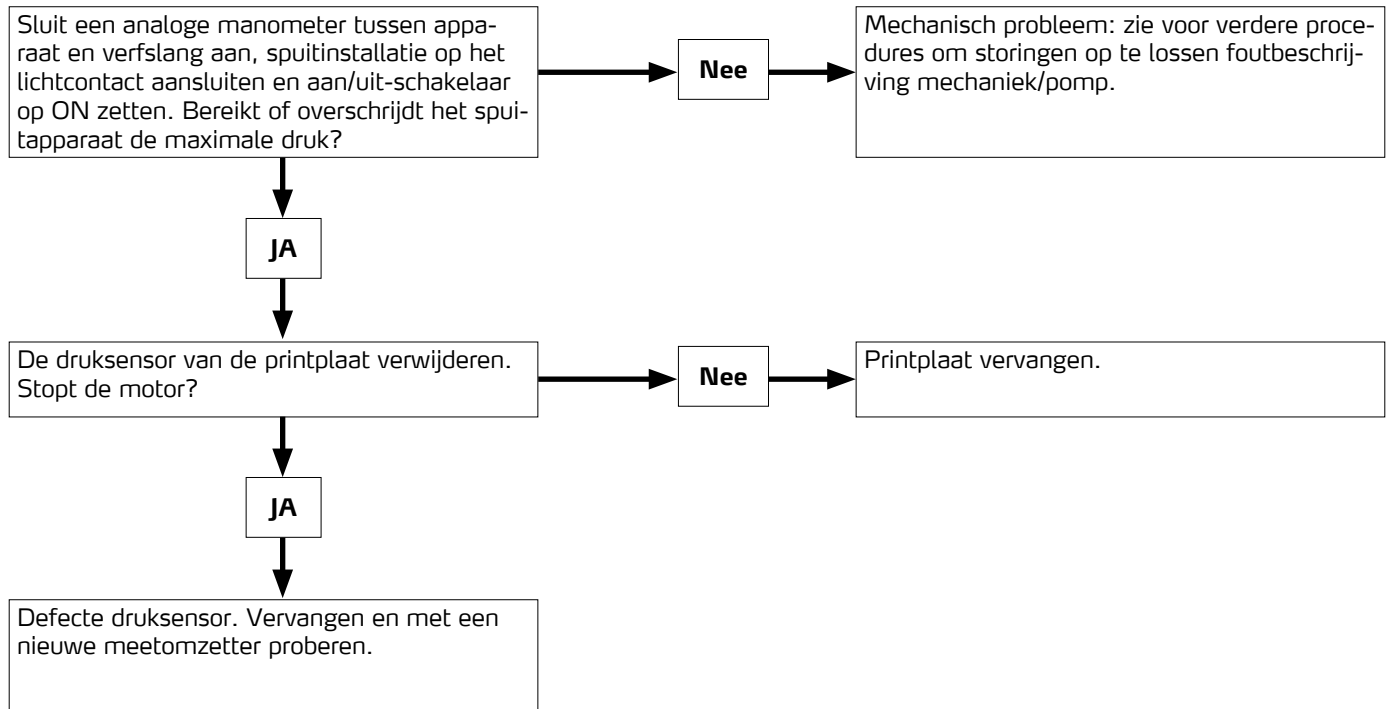 Sluit een analoge manometer tussen appa-
raat en verfslang aan, spuitinstallatie op het
lichtcontact aansluiten en aan/uit-schakelaar
op ON zetten. Bereikt of overschrijdt het spui-
tapparaat de maximale druk?
Nee
Mechanisch probleem: zie voor verdere proce-
dures om storingen op te lossen foutbeschrij-
ving mechaniek/pomp.
JA
De druksensor van de printplaat verwijderen.
Stopt de motor?
Nee
Printplaat vervangen.
JA
Defecte druksensor. Vervangen en met een
nieuwe meetomzetter proberen.